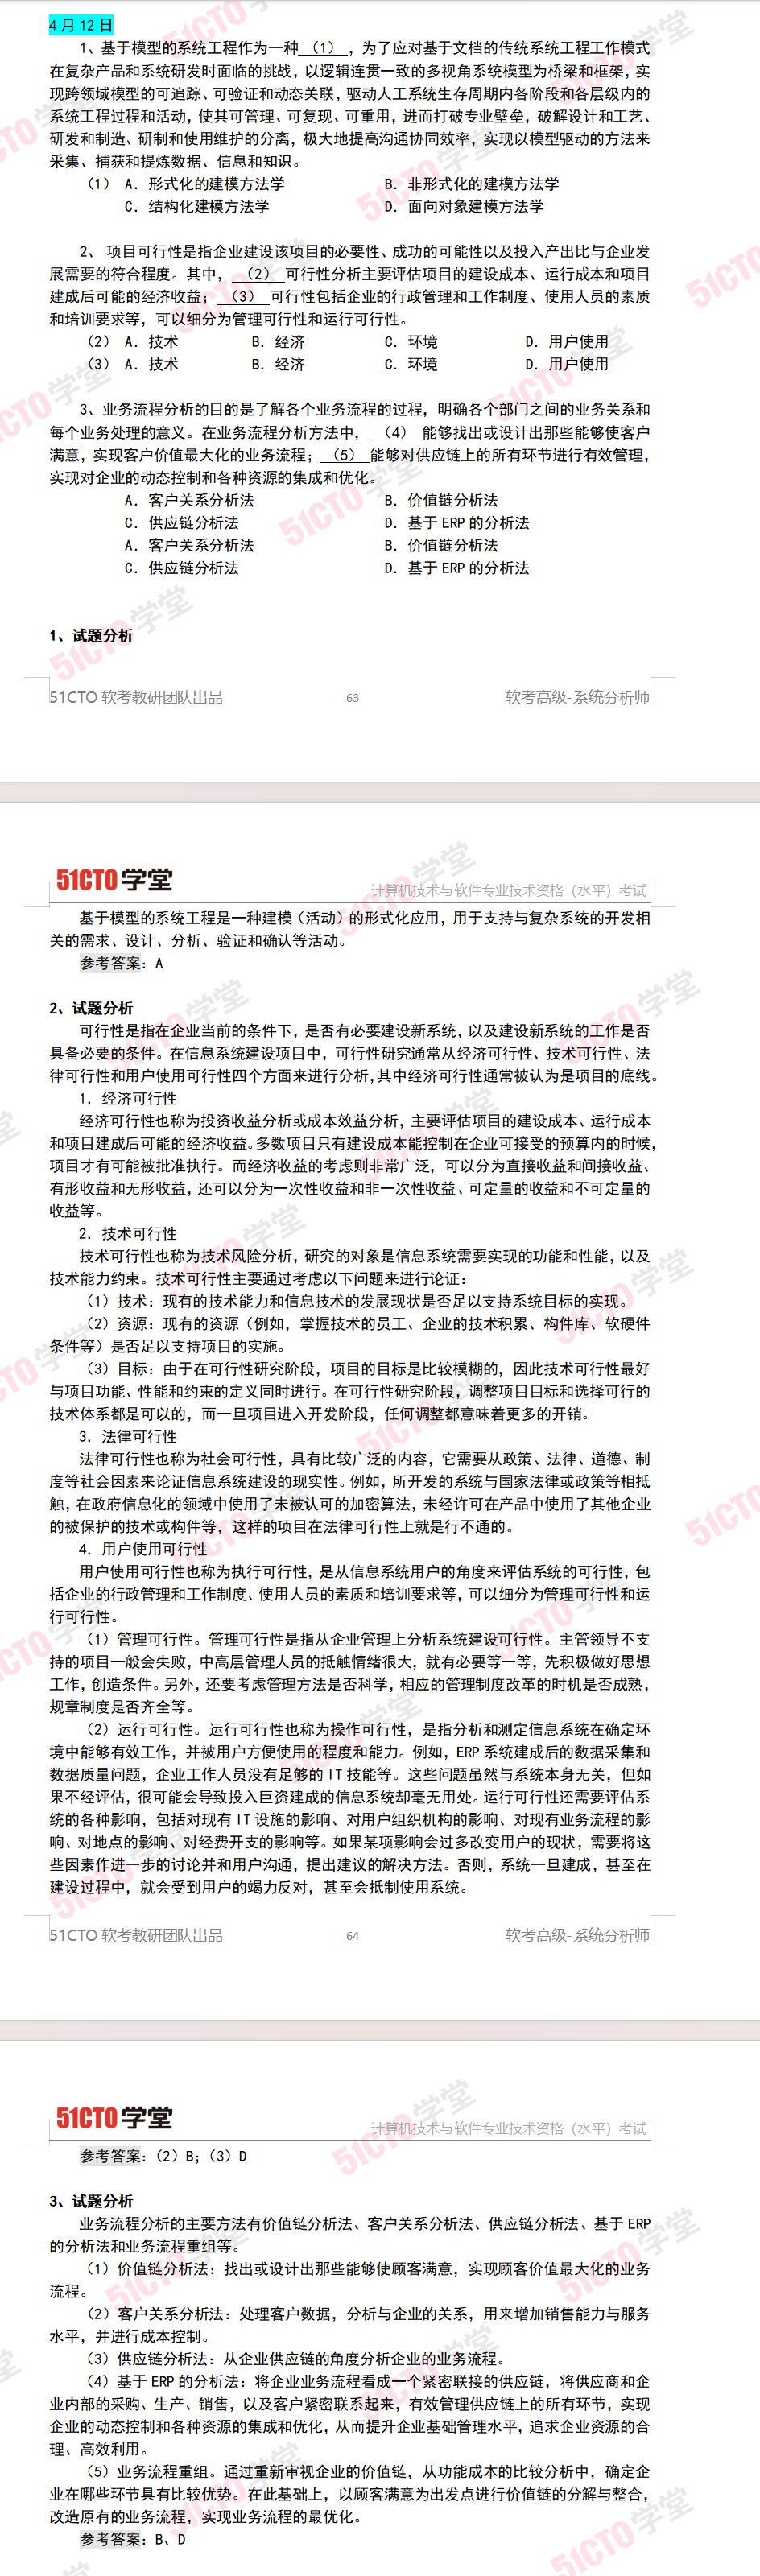 4 月 12 日
1、基于模型的系统工程作为一种 （1） ，为了应对基于文档的传统系统工程工作模式
在复杂产品和系统研发时面临的挑战，以逻辑连贯一致的多视角系统模型为桥梁和框架，实
现跨领域模型的可追踪、可验证和动态关联，驱动人工系统生存周期内各阶段和各层级内的
系统工程过程和活动，使其可管理、可复现、可重用，进而打破专业壁垒，破解设计和工艺、
研发和制造、研制和使用维护的分离，极大地提高沟通协同效率，实现以模型驱动的方法来
采集、捕获和提炼数据、信息和知识。
（1） A. 形式化的建模方法学 B. 非形式化的建模方法学
C. 结构化建模方法学 D. 面向对象建模方法学
2、 项目可行性是指企业建设该项目的必要性、成功的可能性以及投入产出比与企业发
展需要的符合程度。其中， （2） 可行性分析主要评估项目的建设成本、运行成本和项目
建成后可能的经济收益； （3） 可行性包括企业的行政管理和工作制度、使用人员的素质
和培训要求等，可以细分为管理可行性和运行可行性。
（2） A. 技术 B. 经济 C. 环境 D. 用户使用
（3） A. 技术 B. 经济 C. 环境 D. 用户使用
3、业务流程分析的目的是了解各个业务流程的过程，明确各个部门之间的业务关系和
每个业务处理的意义。在业务流程分析方法中， （4） 能够找出或设计出那些能够使客户
满意，实现客户价值最大化的业务流程； （5） 能够对供应链上的所有环节进行有效管理，
实现对企业的动态控制和各种资源的集成和优化。
A. 客户关系分析法 B. 价值链分析法
C. 供应链分析法 D. 基于 ERP 的分析法
A. 客户关系分析法 B. 价值链分析法
C. 供应链分析法 D. 基于 ERP 的分析法
1、试题分析
51CTO 软考教研团队出品 63 软考高级-系统分析师
51CTO学堂 计算机技术与软件专业技术资格（水平）考试
基于模型的系统工程是一种建模（活动）的形式化应用，用于支持与复杂系统的开发相
关的需求、设计、分析、验证和确认等活动。
参考答案：A
2、试题分析
可行性是指在企业当前的条件下，是否有必要建设新系统，以及建设新系统的工作是否
具备必要的条件。在信息系统建设项目中，可行性研究通常从经济可行性、技术可行性、法
律可行性和用户使用可行性四个方面来进行分析，其中经济可行性通常被认为是项目的底线。
1. 经济可行性
经济可行性也称为投资收益分析或成本效益分析，主要评估项目的建设成本、运行成本
和项目建成后可能的经济收益。多数项目只有建设成本能控制在企业可接受的预算内的时候，
项目才有可能被批准执行。而经济收益的考虑则非常广泛，可以分为直接收益和间接收益、
有形收益和无形收益，还可以分为一次性收益和非一次性收益、可定量的收益和不可定量的
收益等。
2. 技术可行性
技术可行性也称为技术风险分析，研究的对象是信息系统需要实现的功能和性能，以及
技术能力约束。技术可行性主要通过考虑以下问题来进行论证：
（1）技术：现有的技术能力和信息技术的发展现状是否足以支持系统目标的实现。
（2）资源：现有的资源（例如，掌握技术的员工、企业的技术积累、构件库、软硬件
条件等）是否足以支持项目的实施。
（3）目标：由于在可行性研究阶段，项目的目标是比较模糊的，因此技术可行性最好
与项目功能、性能和约束的定义同时进行。在可行性研究阶段，调整项目目标和选择可行的
技术体系都是可以的，而一旦项目进入开发阶段，任何调整都意味着更多的开销。
3. 法律可行性
法律可行性也称为社会可行性，具有比较广泛的内容，它需要从政策、法律、道德、制
度等社会因素来论证信息系统建设的现实性。例如，所开发的系统与国家法律或政策等相抵
触，在政府信息化的领域中使用了未被认可的加密算法，未经许可在产品中使用了其他企业
的被保护的技术或构件等，这样的项目在法律可行性上就是行不通的。
4. 用户使用可行性
用户使用可行性也称为执行可行性，是从信息系统用户的角度来评估系统的可行性，包
括企业的行政管理和工作制度、使用人员的素质和培训要求等，可以细分为管理可行性和运
行可行性。
（1）管理可行性。管理可行性是指从企业管理上分析系统建设可行性。主管领导不支
持的项目一般会失败，中高层管理人员的抵触情绪很大，就有必要等一等，先积极做好思想
工作，创造条件。另外，还要考虑管理方法是否科学，相应的管理制度改革的时机是否成熟，
规章制度是否齐全等。
（2）运行可行性。运行可行性也称为操作可行性，是指分析和测定信息系统在确定环
境中能够有效工作，并被用户方便使用的程度和能力。例如，ERP 系统建成后的数据采集和
数据质量问题，企业工作人员没有足够的 IT 技能等。这些问题虽然与系统本身无关，但如
果不经评估，很可能会导致投入巨资建成的信息系统却毫无用处。运行可行性还需要评估系
统的各种影响，包括对现有 IT 设施的影响、对用户组织机构的影响、对现有业务流程的影
响、对地点的影响、对经费开支的影响等。如果某项影响会过多改变用户的现状，需要将这
些因素作进一步的讨论并和用户沟通，提出建议的解决方法。否则，系统一旦建成，甚至在
建设过程中，就会受到用户的竭力反对，甚至会抵制使用系统。
51CTO 软考教研团队出品 64 软考高级-系统分析师
51CTO学堂 计算机技术与软件专业技术资格（水平）考试
参考答案：（2）B；（3）D
3、试题分析
业务流程分析的主要方法有价值链分析法、客户关系分析法、供应链分析法、基于 ERP
的分析法和业务流程重组等。
（1）价值链分析法：找出或设计出那些能够使顾客满意，实现顾客价值最大化的业务
流程。
（2）客户关系分析法：处理客户数据，分析与企业的关系，用来增加销售能力与服务
水平，并进行成本控制。
（3）供应链分析法：从企业供应链的角度分析企业的业务流程。
（4）基于 ERP 的分析法：将企业业务流程看成一个紧密联接的供应链，将供应商和企
业内部的采购、生产、销售，以及客户紧密联系起来，有效管理供应链上的所有环节，实现
企业的动态控制和各种资源的集成和优化，从而提升企业基础管理水平，追求企业资源的合
理、高效利用。
（5）业务流程重组。通过重新审视企业的价值链，从功能成本的比较分析中，确定企
业在哪些环节具有比较优势。在此基础上，以顾客满意为出发点进行价值链的分解与整合，
改造原有的业务流程，实现业务流程的最优化。
参考答案：B、D